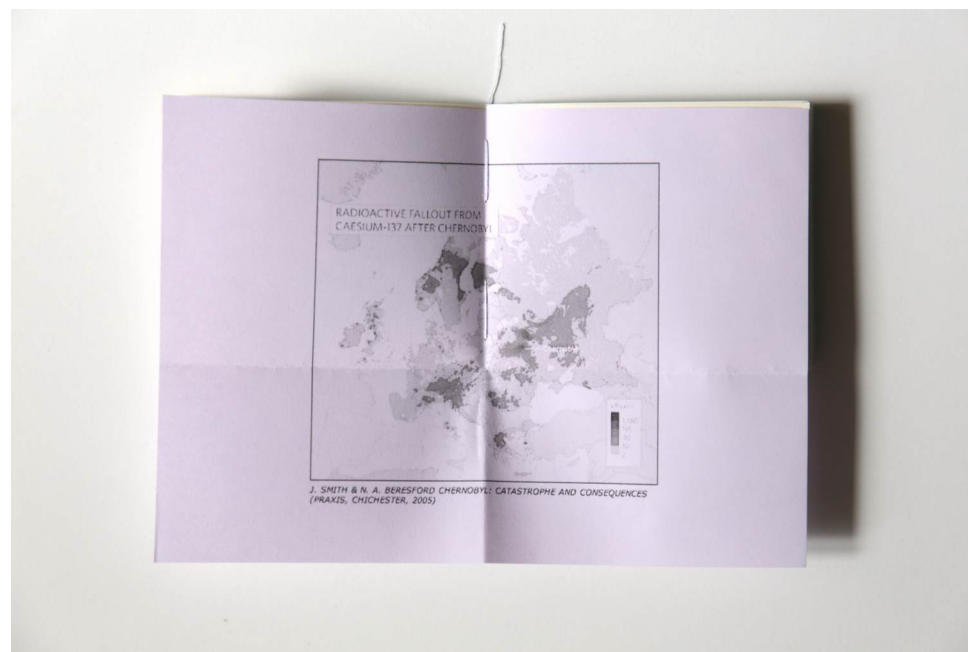 RADIOACTIVE FALLOUT FROM
CAESIUM-137 AFTER CHERNOBYL
J. SMITH & N. A. BERESFORD CHERNOBYL: CATASTROPHE AND CONSEQUENCES
(PRAXIS, CHICHESTER, 2005)